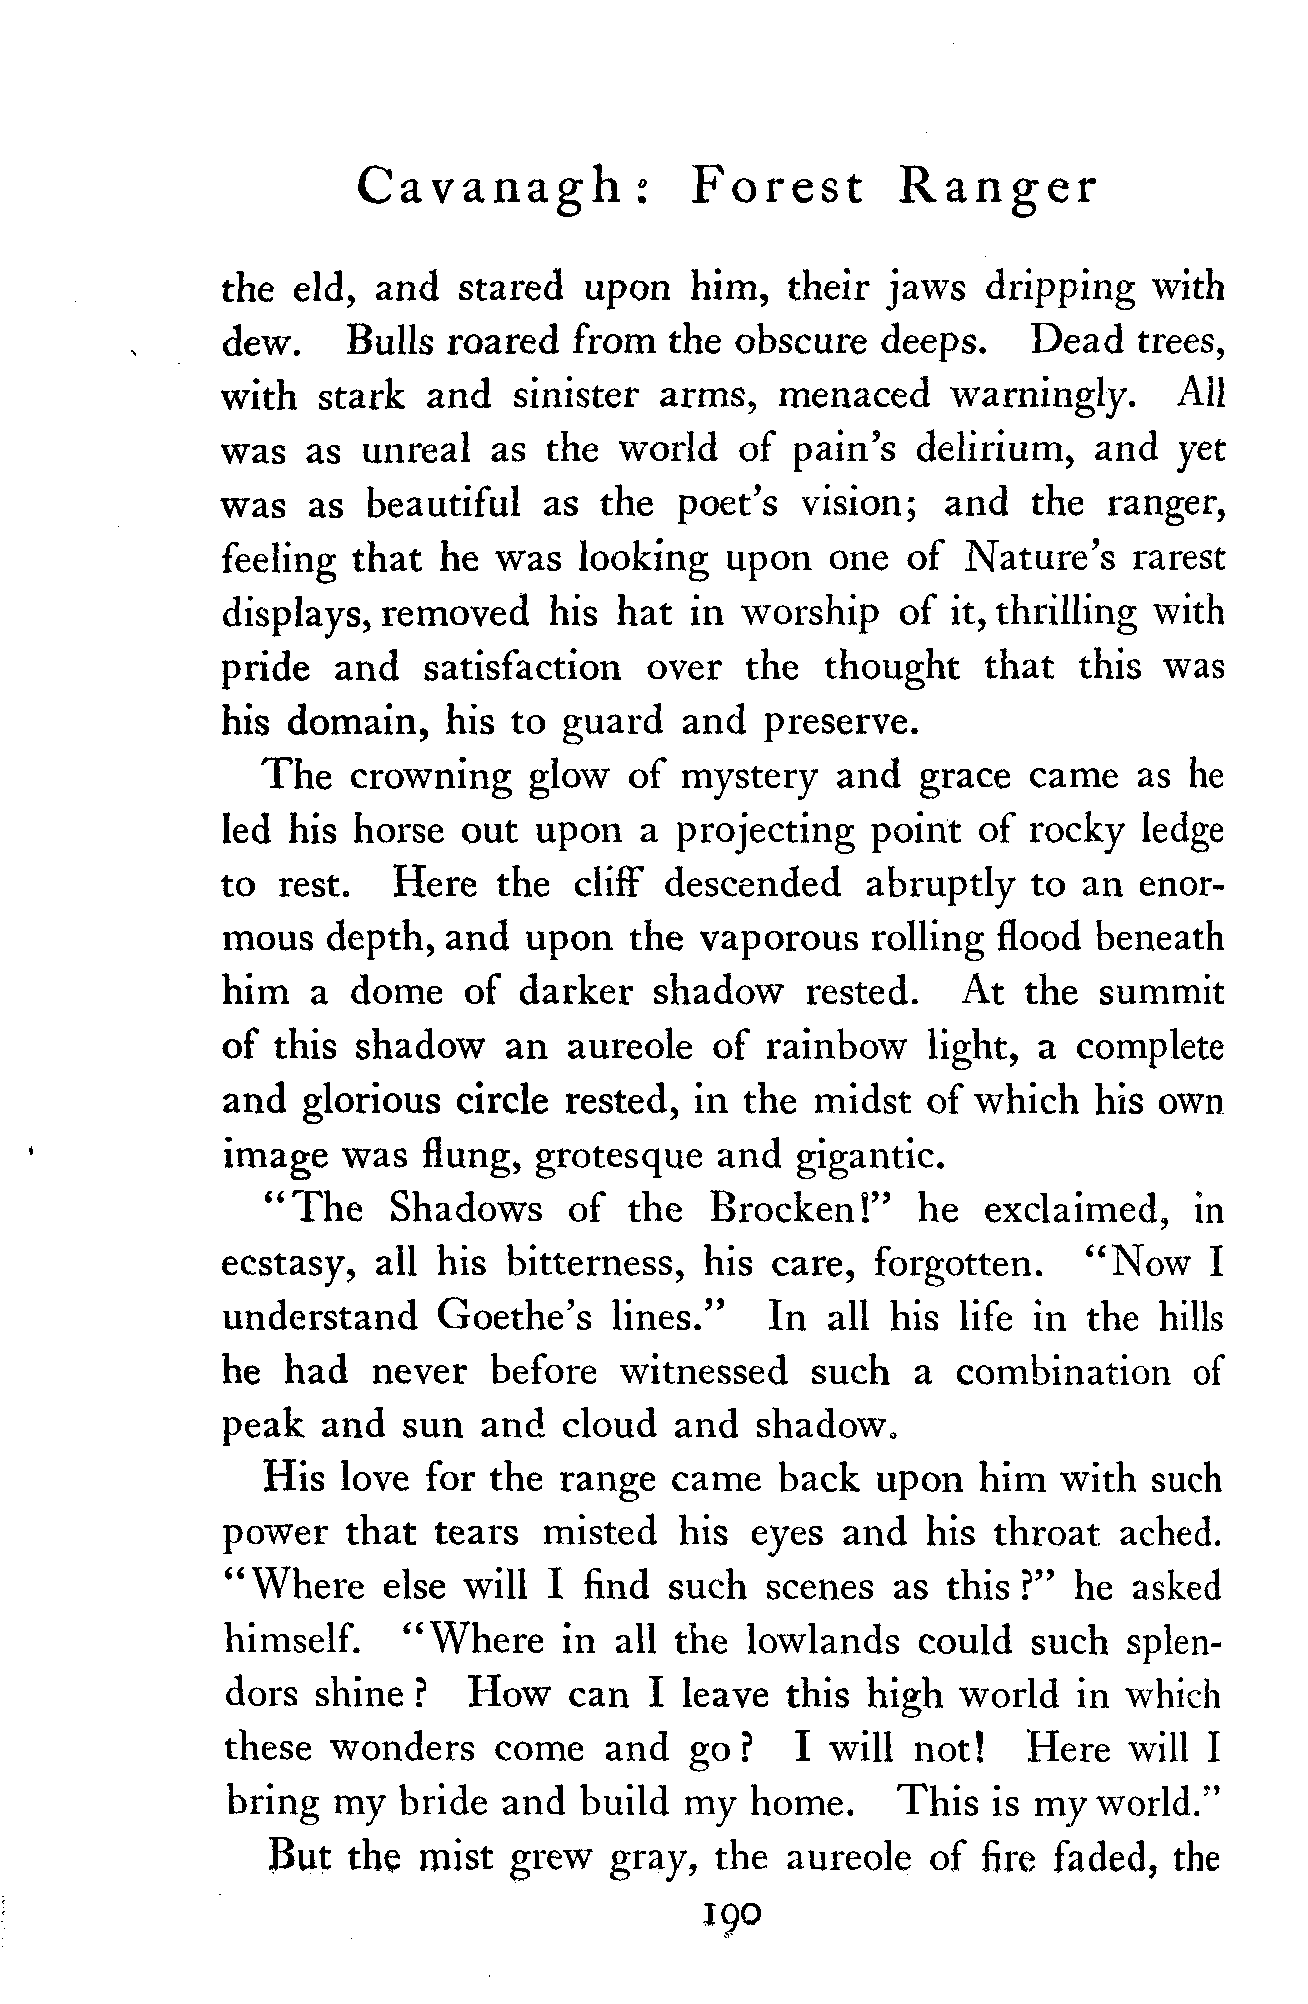 Cavanagh: Forest Ranger
the eld, and stared upon him, their jaws dripping with
dew. Bulls roared from the obscure deeps. Dead trees,
with stark and sinister arms, menaced warningly. All
was as unreal as the world of pain's delirium, and yet
was as beautiful as the poet's vision; and the ranger,
feeling that he was looking upon one of Nature's rarest
displays, removed his hat in worship of it, thrilling with
pride and satisfaction over the thought that this was
his domain, his to guard and preserve.
The crowning glow of mystery and grace came as he
led his horse out upon a projecting point of rocky ledge
to rest. Here the cliff descended abruptly to an enor-
mous depth, and upon the vaporous rolling flood beneath
him a dome of darker shadow rested. At the summit
of this shadow an aureole of rainbow light, a complete
and glorious circle rested, in the midst of which his own
image was flung, grotesque and gigantic.
"The Shadows of the Brocken!" he exclaimed, in
ecstasy, all his bitterness, his care, forgotten. "Now I
understand Goethe's lines." In all his life in the hills
he had never before witnessed such a combination of
peak and sun and cloud and shadow.
His love for the range came back upon him with such
power that tears misted his eyes and his throat ached.
"Where else will I find such scenes as this?" he asked
himself. "Where in all the lowlands could such splen-
dors shine? How can I leave this high world in which
these wonders come and go? I will not! Here will I
bring my bride and build my home. This is my world."
But the mist grew gray, the aureole of fire faded, the
190